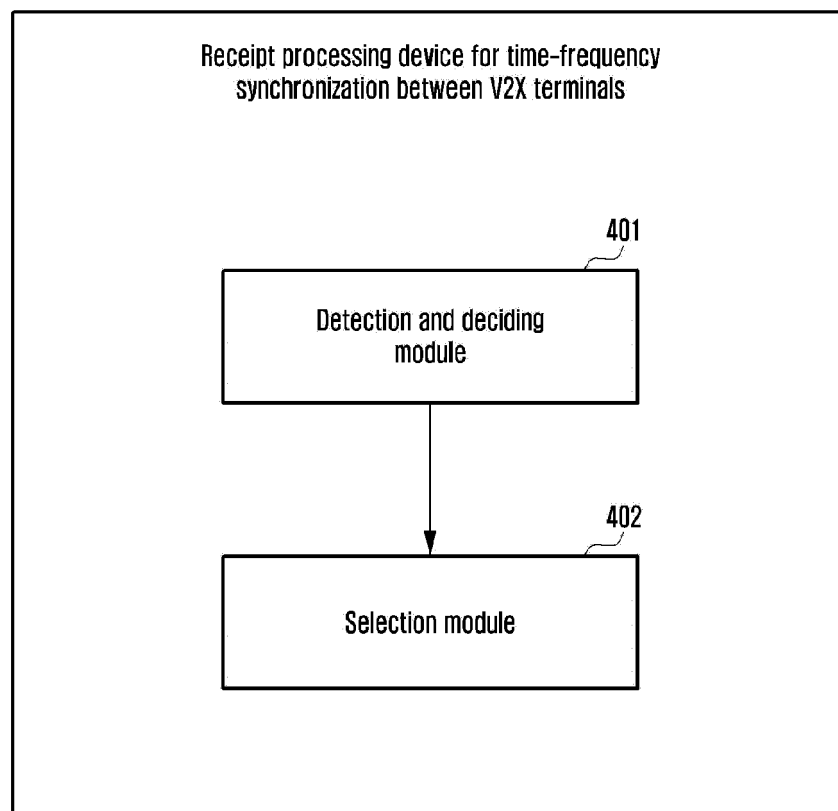 Receipt processing device for time-frequency
synchronization between V2X terminals
401
Detection and deciding
module
402
Selection module